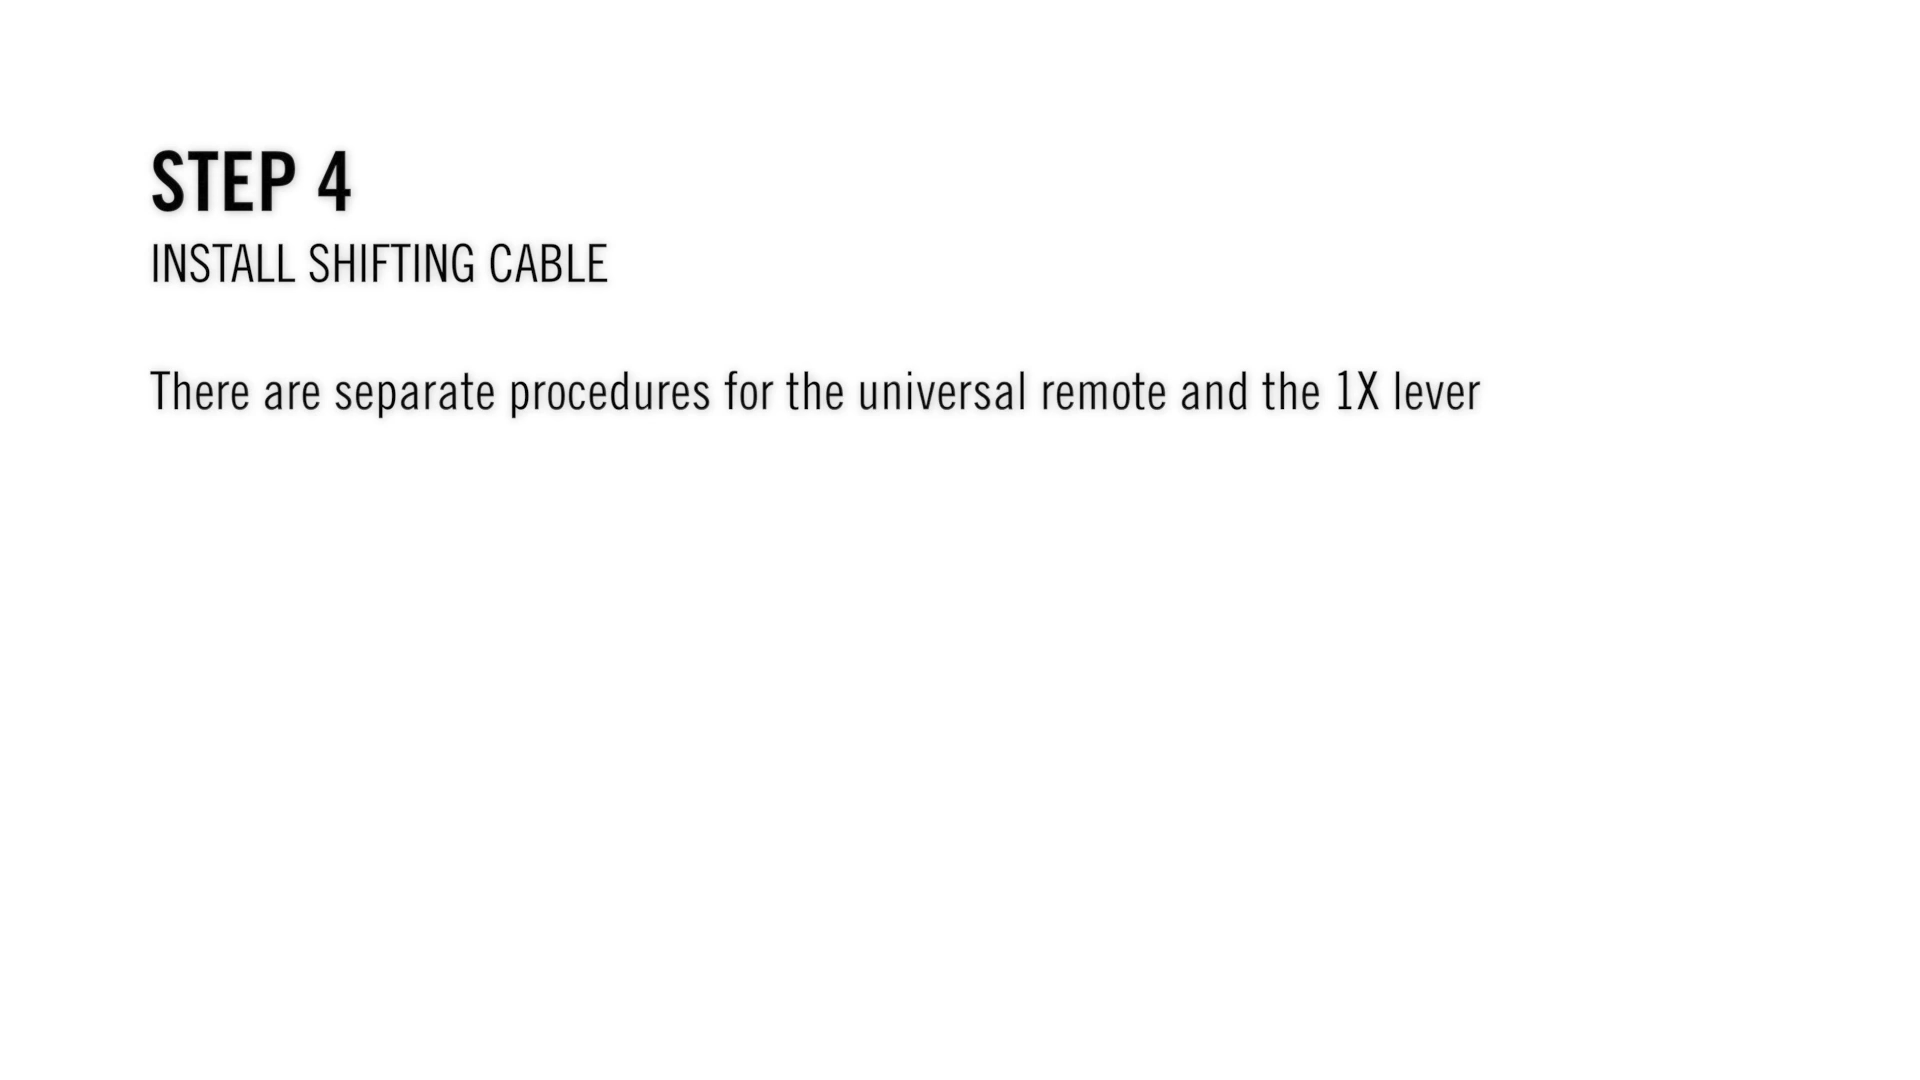 STEP 4
INSTALL SHIFTING CABLE
There are separate procedures for the universal remote and the 1X lever